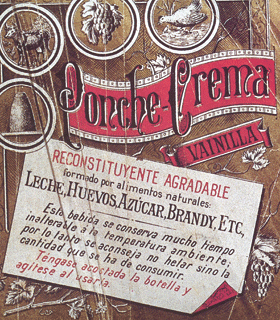 Ponche-Crema
VAINILLA
RECONSTITUYENTE AGRADABLE
formado por alimentos naturales:
LECHE, HUEVOS, AZÚCAR, BRANDY, ETC,
Esta bebida se conserva mucho tiempo
inalterable à la temperatura ambiente,
por lo tanto se aconseja no helar sino la
cantidad que se ha de consumir.
Téngase acostada la botella y
agítese al usarla.